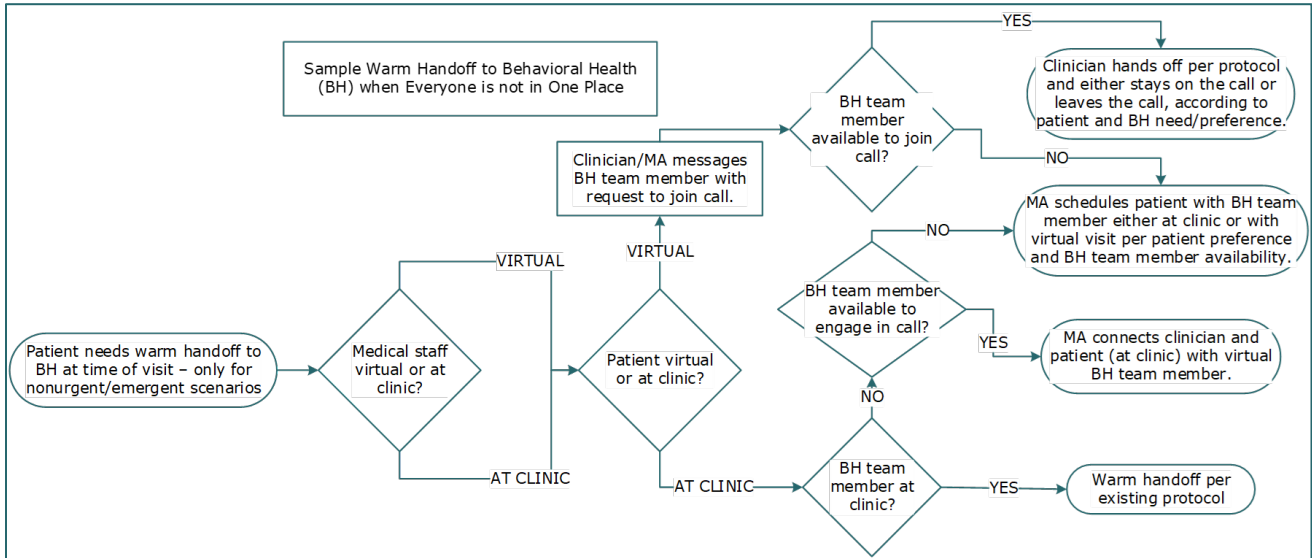 Sample Warm Handoff to Behavioral Health
(BH) when Everyone is not in One Place
Patient needs warm handoff to
BH at time of visit – only for
nonurgent/emergent scenarios
Medical staff
virtual or at
clinic?
VIRTUAL
AT CLINIC
Patient virtual
or at clinic?
VIRTUAL
Clinician/MA messages
BH team member with
request to join call.
BH team
member
available to join
call?
YES
Clinician hands off per protocol
and either stays on the call or
leaves the call, according to
patient and BH need/preference.
NO
MA schedules patient with BH team
member either at clinic or with
virtual visit per patient preference
and BH team member availability.
AT CLINIC
BH team
member at
clinic?
NO
BH team member
available to
engage in call?
NO
YES
MA connects clinician and
patient (at clinic) with virtual
BH team member.
YES
Warm handoff per
existing protocol